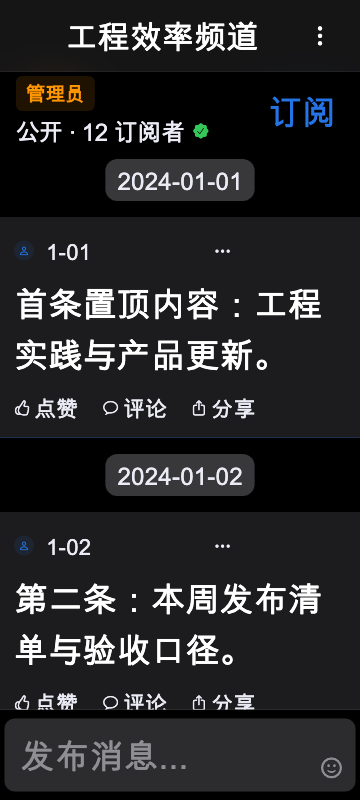 工程效率频道
管理员
公开 · 12 订阅者
订阅
2024-01-01
1-01
首条置顶内容：工程
实践与产品更新。
点赞 评论 分享
2024-01-02
1-02
第二条：本周发布清
单与验收口径。
点赞 评论 分享
发布消息...